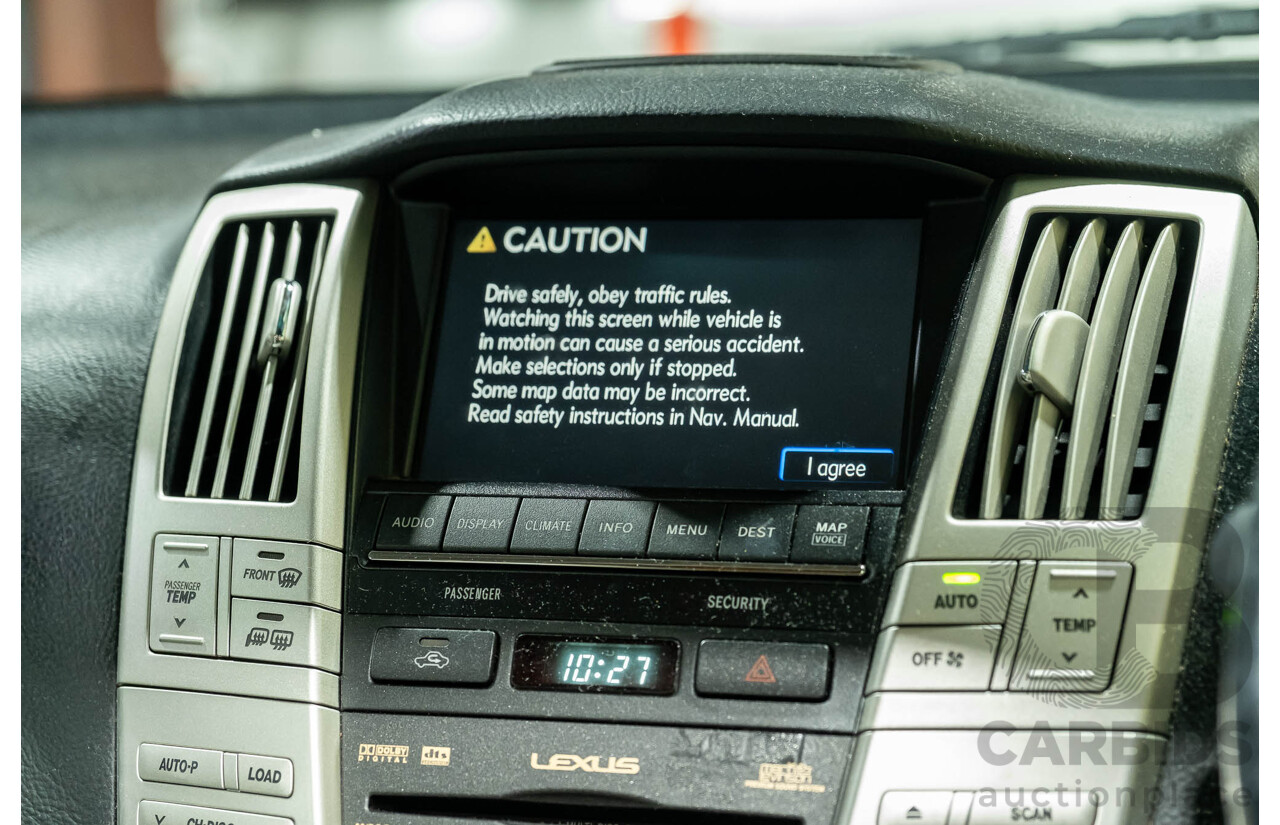 CAUTION
Drive safely, obey traffic rules.
Watching this screen while vehicle is
in motion can cause a serious accident.
Make selections only if stopped.
Some map data may be incorrect.
Read safety instructions in Nav. Manual.
I agree
AUDIO DISPLAY CLIMATE INFO MENU DEST MAP
VOICE
PASSENGER
TEMP
FRONT
PASSENGER SECURITY
AUTO
TEMP
OFF
10:27
AUTO-P LOAD
DOLBY
DIGITAL
dts
LEXUS
SCAN
CARBIDS
auctionplace